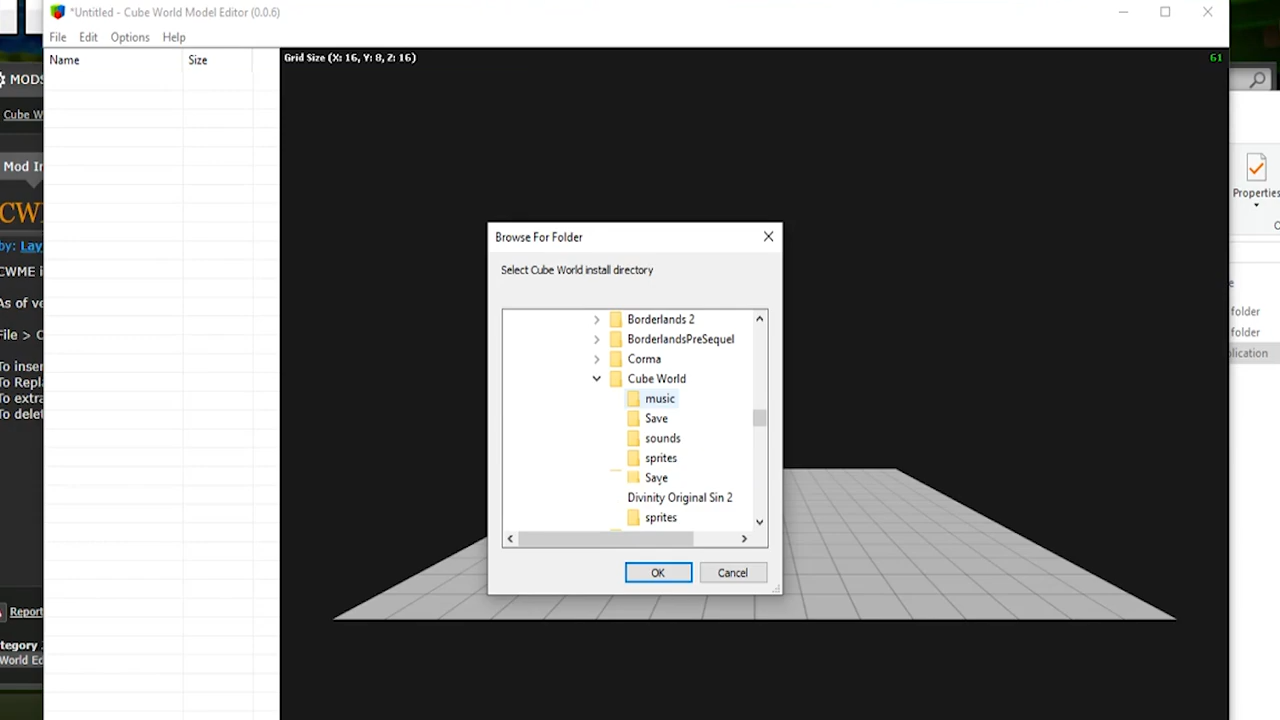 *Untitled - Cube World Model Editor (0.0.6)
File Edit Options Help
Name Size
Grid Size (X: 16, Y: 8, Z: 16)
61
MODS
Cube W
Mod In
CW
by: Lay
CWME i
As of ve
File > C
To inser
To Repl
To extra
To delet
Report
ategory
World Ed
Browse For Folder
Select Cube World install directory
Borderlands 2
BorderlandsPreSequel
Corma
Cube World
music
Save
sounds
sprites
Save
Divinity Original Sin 2
sprites
OK Cancel
Properties
folder
folder
lication